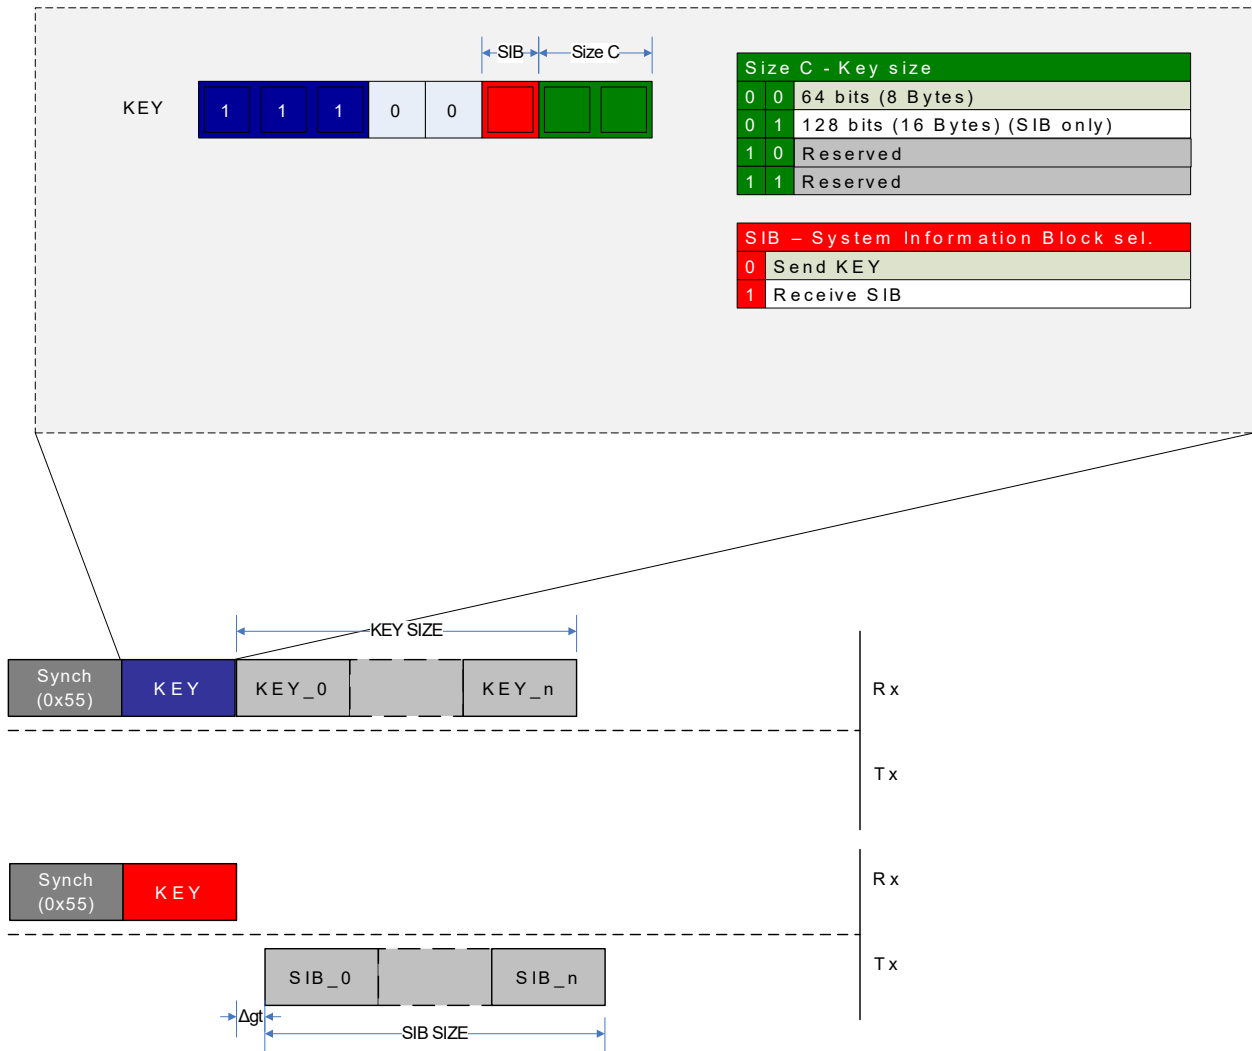 SIB Size C
KEY 1 1 1 0 0
Size C - Key size
0 0 64 bits (8 Bytes)
0 1 128 bits (16 Bytes) (SIB only)
1 0 Reserved
1 1 Reserved
SIB – System Information Block sel.
0 Send KEY
1 Receive SIB
KEY SIZE
Synch
(0x55)
KEY KEY_0 KEY_n
Rx
Tx
Synch
(0x55)
KEY
Rx
SIB_0 SIB_n
Tx
Δgt
SIB SIZE